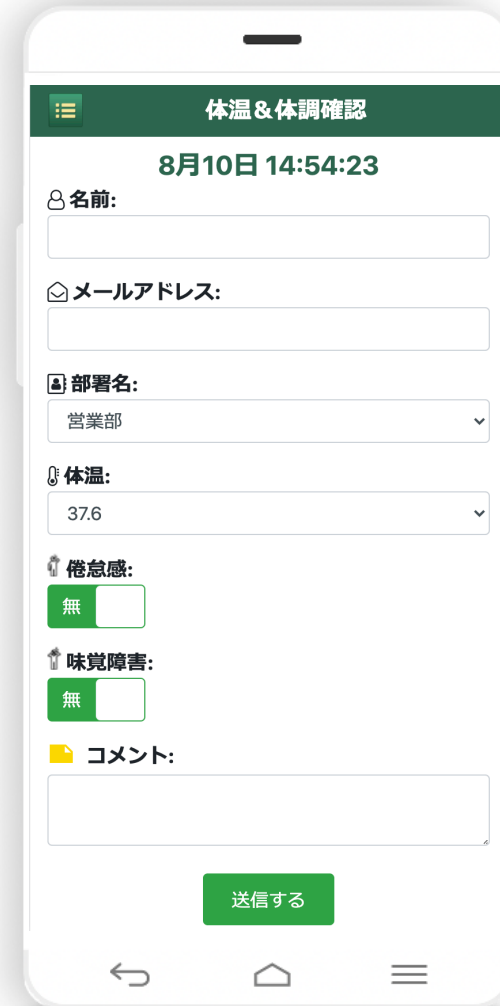 体温＆体調確認
8月10日 14:54:23
名前:
メールアドレス:
部署名:
営業部
体温:
37.6
倦怠感:
無
味覚障害:
無
コメント:
送信する